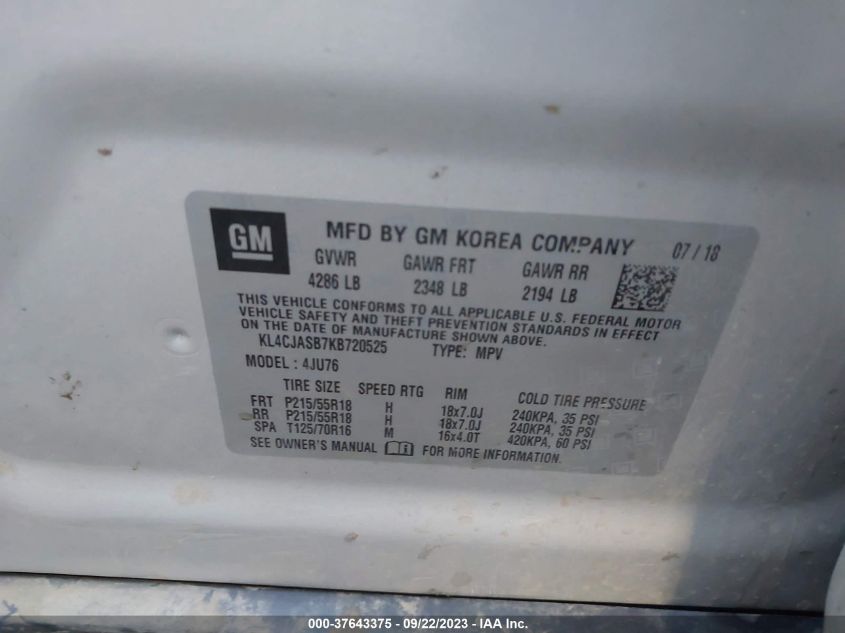 GM
MFD BY GM KOREA COMPANY 07 / 18
GVWR GAWR FRT GAWR RR
4286 LB 2348 LB 2194 LB
THIS VEHICLE CONFORMS TO ALL APPLICABLE U.S. FEDERAL MOTOR
VEHICLE SAFETY AND THEFT PREVENTION STANDARDS IN EFFECT
ON THE DATE OF MANUFACTURE SHOWN ABOVE.
KL4CJASB7KB720525 TYPE: MPV
MODEL : 4JU76
TIRE SIZE SPEED RTG RIM COLD TIRE PRESSURE
FRT P215/55R18 H 18x7.0J 240KPA, 35 PSI
RR P215/55R18 H 18x7.0J 240KPA, 35 PSI
SPA T125/70R16 M 16x4.0T 420KPA, 60 PSI
SEE OWNER'S MANUAL FOR MORE INFORMATION.
000-37643375 - 09/22/2023 - IAA Inc.